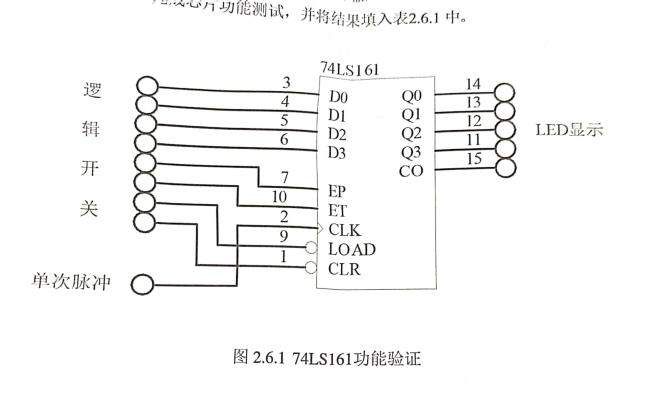 芯片功能测试，并将结果填入表2.6.1 中。
74LS161
逻
辑
开
关
单次脉冲
3
4
5
6
7
10
2
9
1
D0
D1
D2
D3
EP
ET
CLK
LOAD
CLR
Q0
Q1
Q2
Q3
CO
14
13
12
11
15
LED显示
图 2.6.1 74LS161功能验证